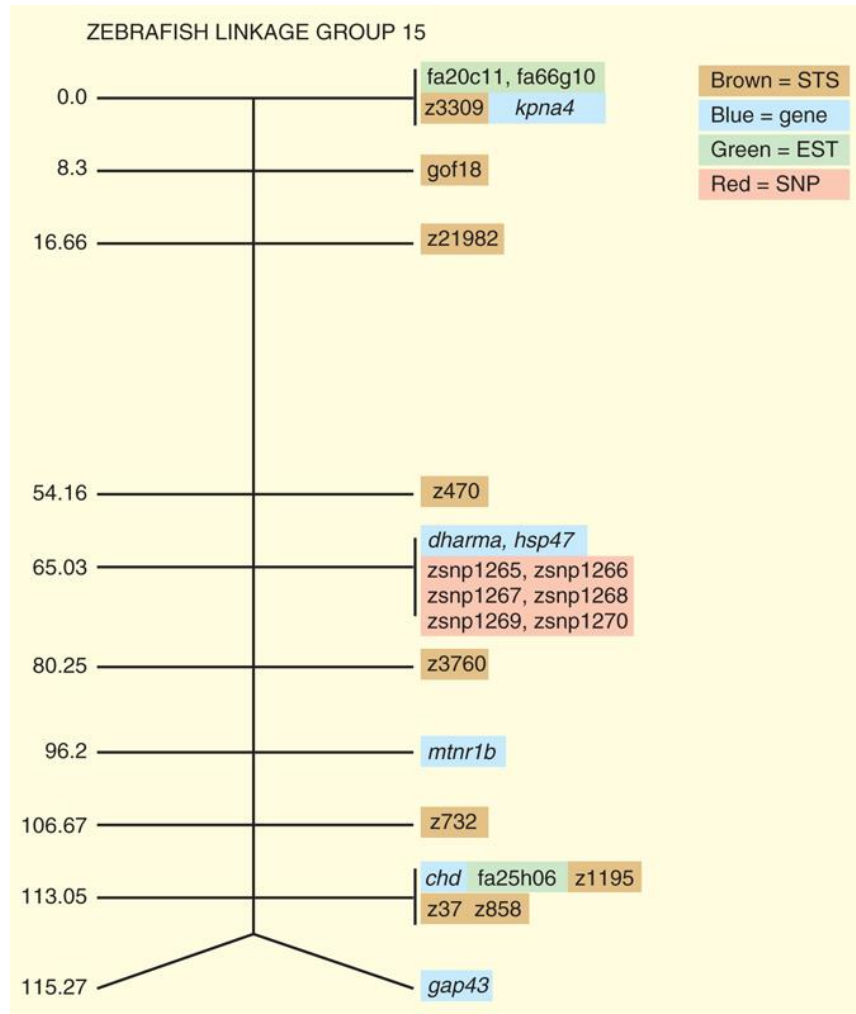 ZEBRAFISH LINKAGE GROUP 15
0.0
fa20c11, fa66g10
z3309 kpna4
8.3
gof18
16.66
z21982
54.16
z470
65.03
dharma, hsp47
zsnp1265, zsnp1266
zsnp1267, zsnp1268
zsnp1269, zsnp1270
80.25
z3760
96.2
mtnr1b
106.67
z732
113.05
chd fa25h06 z1195
z37 z858
115.27
gap43
Brown = STS
Blue = gene
Green = EST
Red = SNP